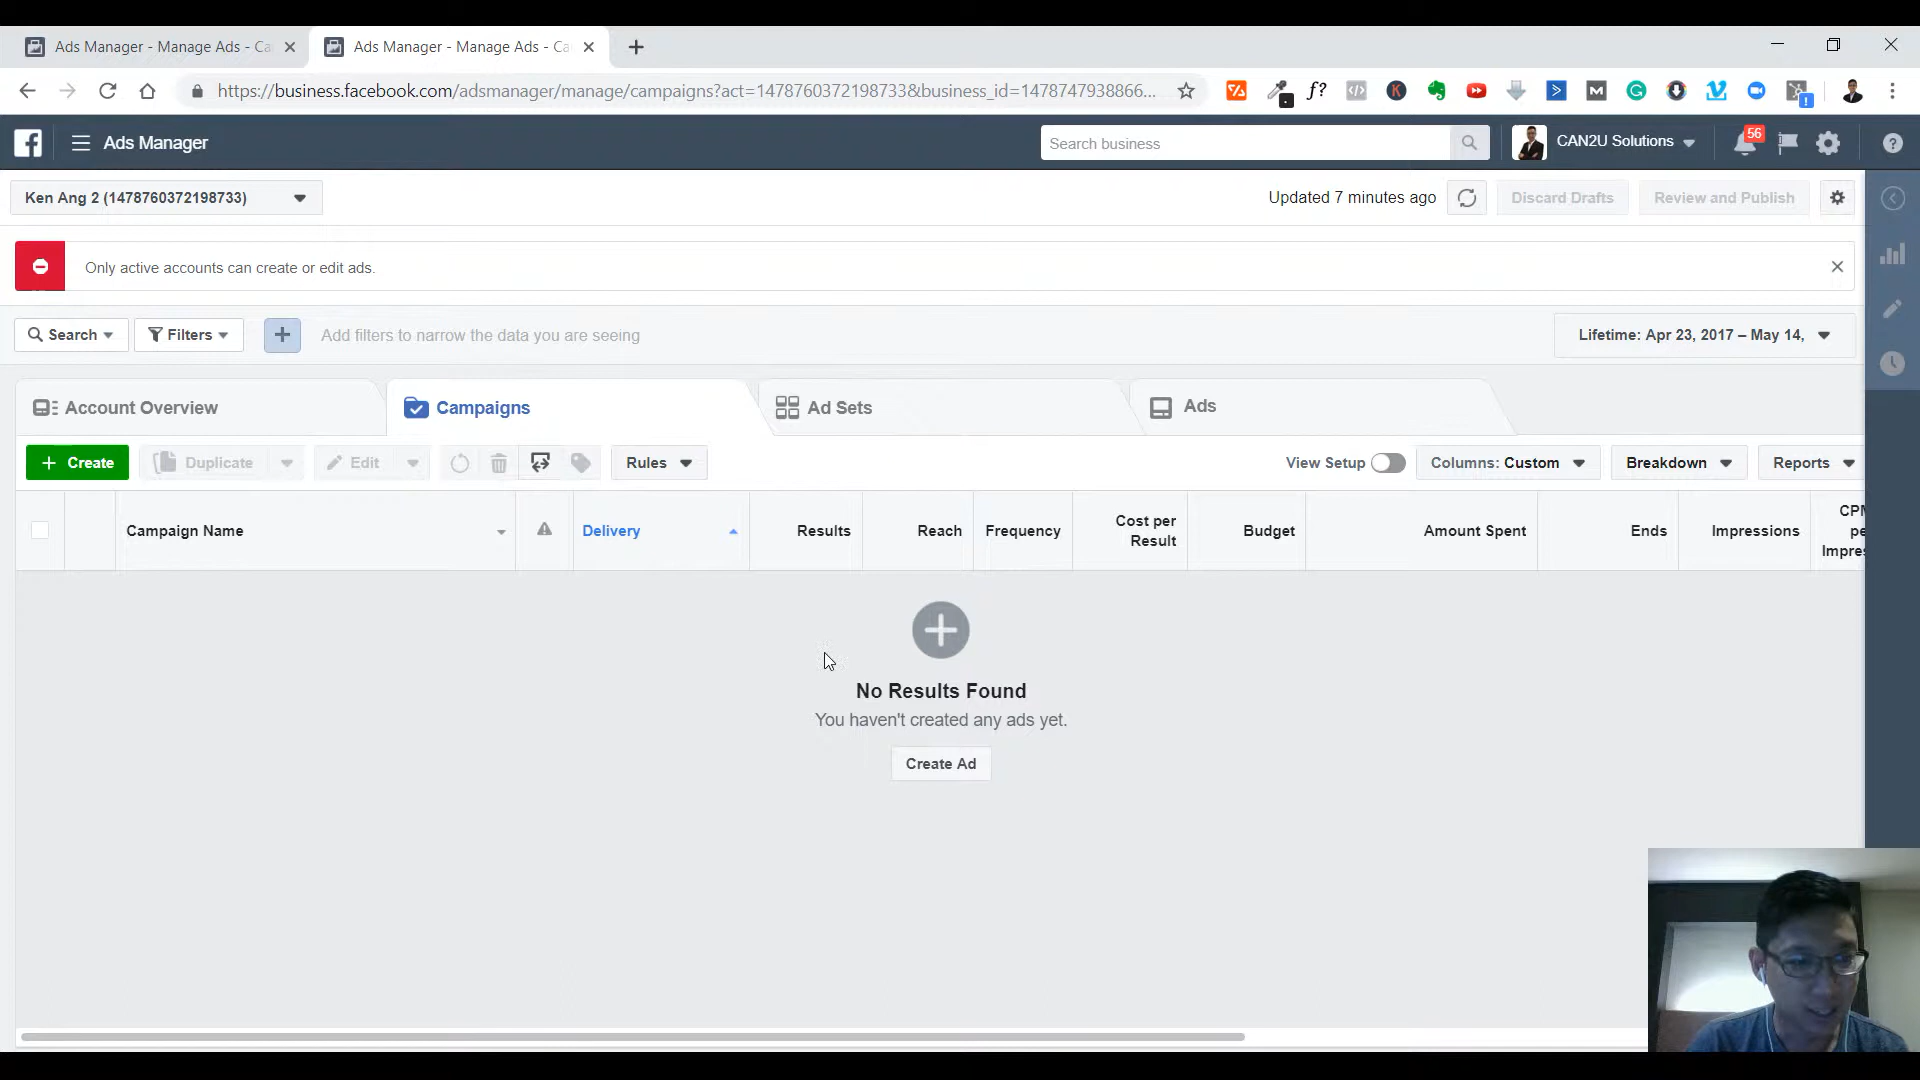 Ads Manager - Manage Ads - Ca
Ads Manager - Manage Ads - Ca
https://business.facebook.com/adsmanager/manage/campaigns?act=1478760372198733&business_id=1478747938866...
f?
Ads Manager
Search business
CAN2U Solutions
56
Ken Ang 2 (1478760372198733)
Updated 7 minutes ago
Discard Drafts
Review and Publish
Only active accounts can create or edit ads.
Search
Filters
Add filters to narrow the data you are seeing
Lifetime: Apr 23, 2017 – May 14,
Account Overview
Campaigns
Ad Sets
Ads
+ Create
Duplicate
Edit
Rules
View Setup
Columns: Custom
Breakdown
Reports
Campaign Name
Delivery
Results
Reach
Frequency
Cost per
Result
Budget
Amount Spent
Ends
Impressions
CPM
pe
Impres
No Results Found
You haven't created any ads yet.
Create Ad